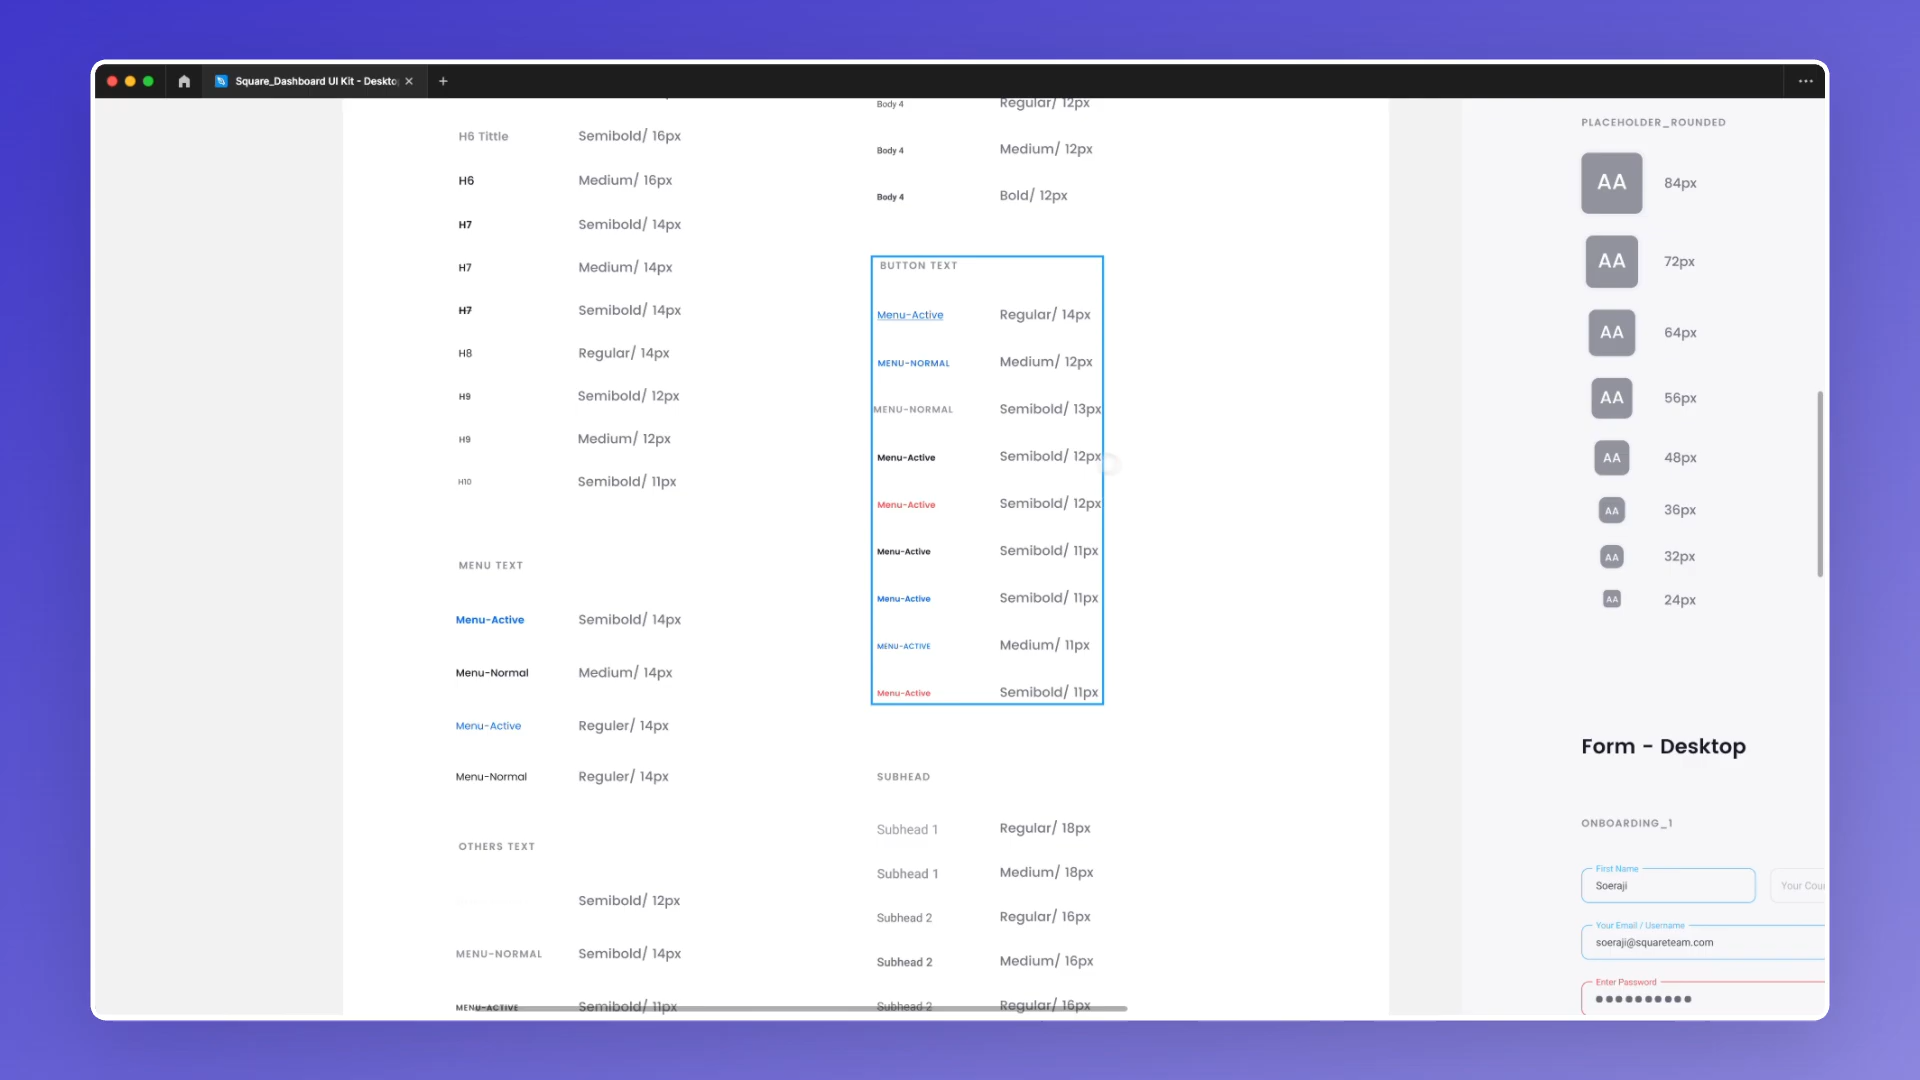 Square_Dashboard UI Kit - Deskto
H6 Tittle Semibold/ 16px
H6 Medium/ 16px
H7 Semibold/ 14px
H7 Medium/ 14px
H7 Semibold/ 14px
H8 Regular/ 14px
H9 Semibold/ 12px
H9 Medium/ 12px
H10 Semibold/ 11px
MENU TEXT
Menu-Active Semibold/ 14px
Menu-Normal Medium/ 14px
Menu-Active Reguler/ 14px
Menu-Normal Reguler/ 14px
OTHERS TEXT
Semibold/ 12px
MENU-NORMAL Semibold/ 14px
MENU-ACTIVE Semibold/ 11px
Body 4 Regular/ 12px
Body 4 Medium/ 12px
Body 4 Bold/ 12px
BUTTON TEXT
Menu-Active Regular/ 14px
MENU-NORMAL Medium/ 12px
MENU-NORMAL Semibold/ 13px
Menu-Active Semibold/ 12px
Menu-Active Semibold/ 12px
Menu-Active Semibold/ 11px
Menu-Active Semibold/ 11px
MENU-ACTIVE Medium/ 11px
Menu-Active Semibold/ 11px
SUBHEAD
Subhead 1 Regular/ 18px
Subhead 1 Medium/ 18px
Subhead 2 Regular/ 16px
Subhead 2 Medium/ 16px
Subhead 2 Regular/ 16px
PLACEHOLDER_ROUNDED
AA 84px
AA 72px
AA 64px
AA 56px
AA 48px
AA 36px
AA 32px
AA 24px
Form - Desktop
ONBOARDING_1
First Name
Soeraji
Your Cou
Your Email / Username
soeraji@squareteam.com
Enter Password